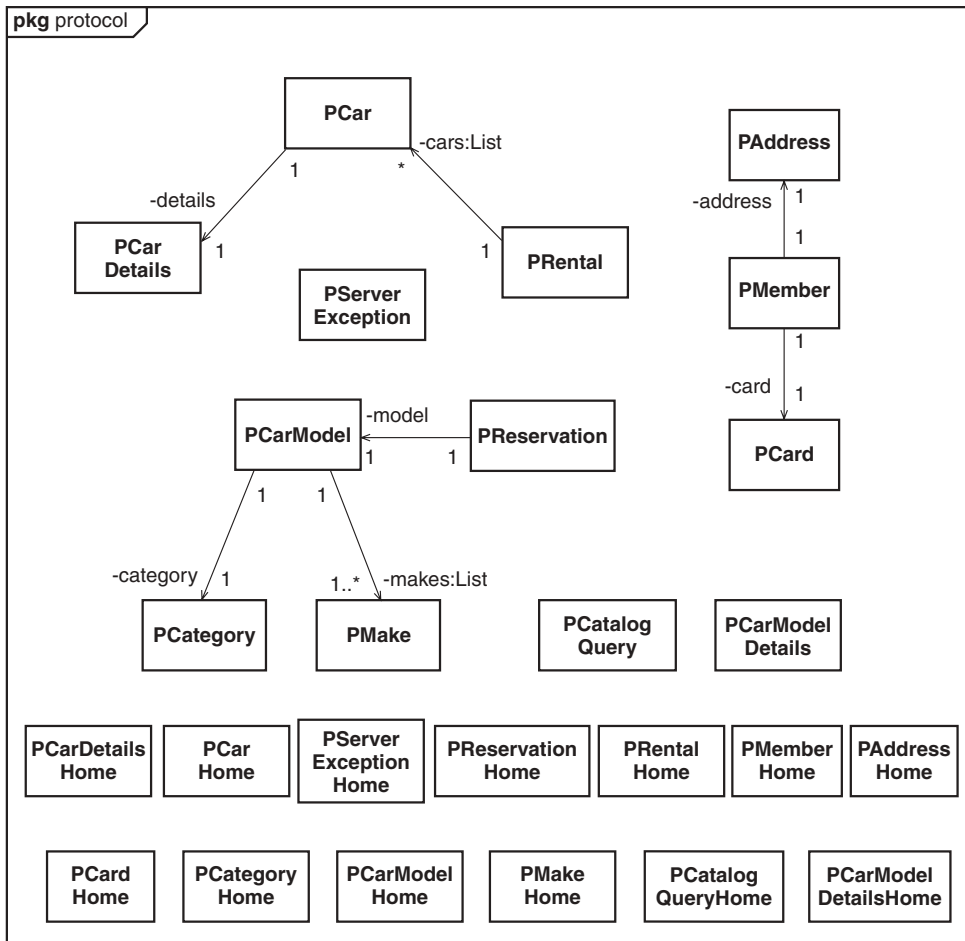 pkg protocol
PCar
-cars:List
1
*
-details
1
PCar
Details
1
PRental
PServer
Exception
PAddress
-address
1
1
PMember
1
-card
1
PCard
PCarModel
-model
1
1
PReservation
1
1
-category
1
1..*
-makes:List
PCategory
PMake
PCatalog
Query
PCarModel
Details
PCarDetails
Home
PCar
Home
PServer
Exception
Home
PReservation
Home
PRental
Home
PMember
Home
PAddress
Home
PCard
Home
PCategory
Home
PCarModel
Home
PMake
Home
PCatalog
QueryHome
PCarModel
DetailsHome